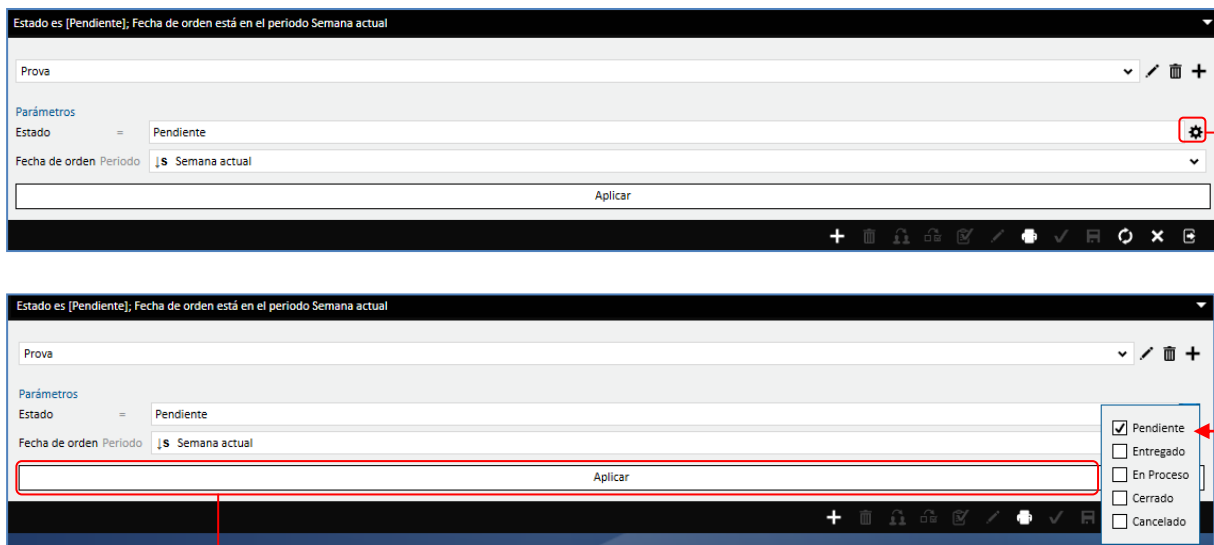 Estado es [Pendiente]; Fecha de orden está en el periodo Semana actual
Prova
Parámetros
Estado = Pendiente
Fecha de orden Periodo ↓S Semana actual
Aplicar
Estado es [Pendiente]; Fecha de orden está en el periodo Semana actual
Prova
Parámetros
Estado = Pendiente
Fecha de orden Periodo ↓S Semana actual
Aplicar
Pendiente
Entregado
En Proceso
Cerrado
Cancelado